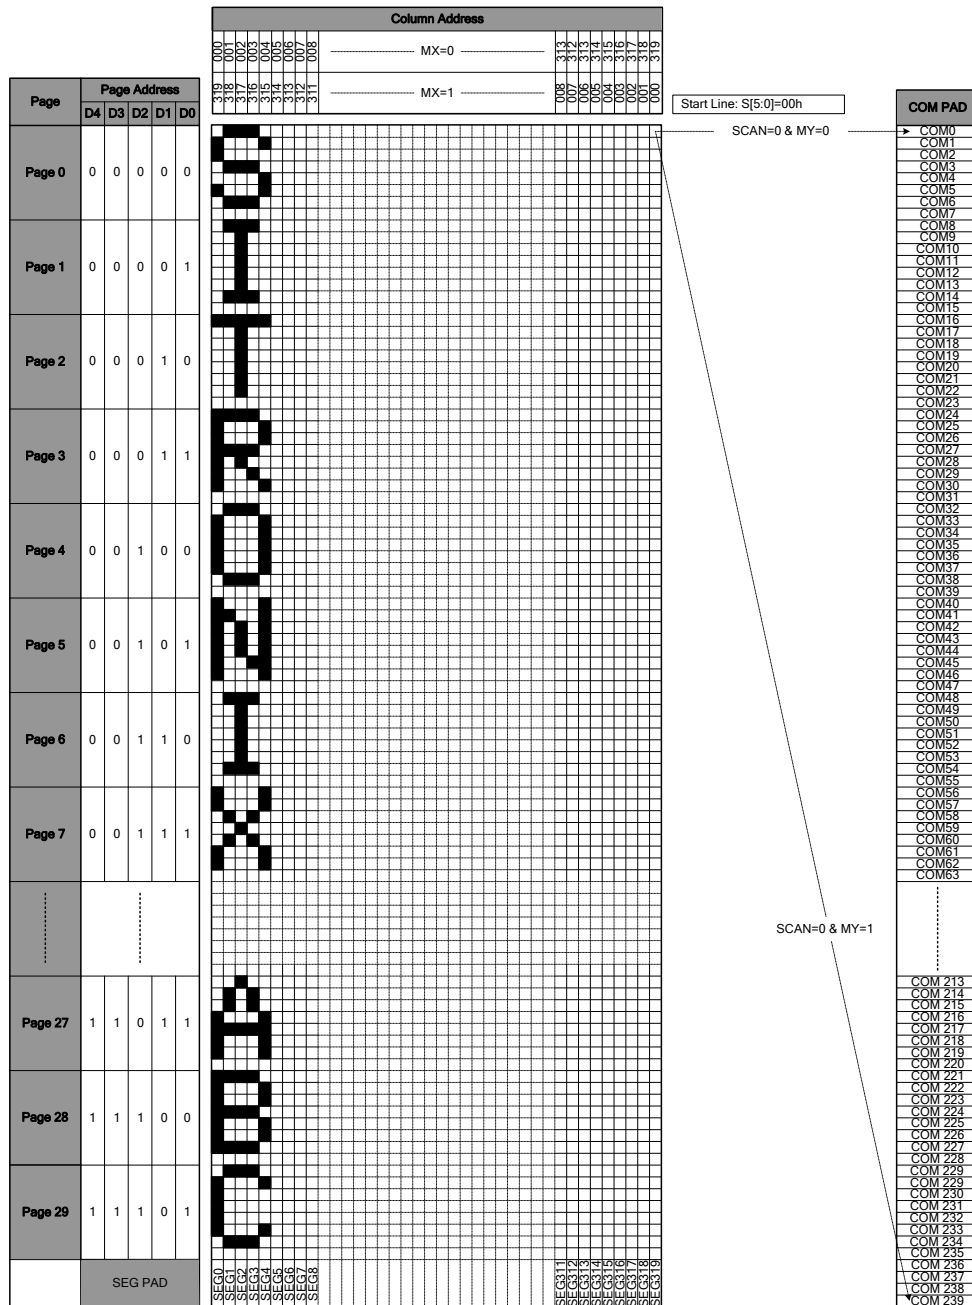 Column Address
000 001 002 003 004 005 006 007 008 MX=0 313 312 313 314 315 316 317 318 319
319 318 317 316 315 314 313 312 311 MX=1 008 007 006 005 004 003 002 001 000
Page Page Address
D4 D3 D2 D1 D0
Start Line: S[5:0]=00h
COM PAD
SCAN=0 & MY=0
Page 0 0 0 0 0 0
Page 1 0 0 0 0 1
Page 2 0 0 0 1 0
Page 3 0 0 0 1 1
Page 4 0 0 1 0 0
Page 5 0 0 1 0 1
Page 6 0 0 1 1 0
Page 7 0 0 1 1 1
Page 27 1 1 0 1 1
Page 28 1 1 1 0 0
Page 29 1 1 1 0 1
SEG PAD
S
I
T
R
O
N
I
X
A
B
C
SEG0 SEG1 SEG2 SEG3 SEG4 SEG5 SEG6 SEG7 SEG8 SEG311 SEG312 SEG313 SEG314 SEG315 SEG316 SEG317 SEG318 SEG319
SCAN=0 & MY=1
COM0
COM1
COM2
COM3
COM4
COM5
COM6
COM7
COM8
COM9
COM10
COM11
COM12
COM13
COM14
COM15
COM16
COM17
COM18
COM19
COM20
COM21
COM22
COM23
COM24
COM25
COM26
COM27
COM28
COM29
COM30
COM31
COM32
COM33
COM34
COM35
COM36
COM37
COM38
COM39
COM40
COM41
COM42
COM43
COM44
COM45
COM46
COM47
COM48
COM49
COM50
COM51
COM52
COM53
COM54
COM55
COM56
COM57
COM58
COM59
COM60
COM61
COM62
COM63
COM 213
COM 214
COM 215
COM 216
COM 217
COM 218
COM 219
COM 220
COM 221
COM 222
COM 223
COM 224
COM 225
COM 226
COM 227
COM 228
COM 229
COM 229
COM 230
COM 231
COM 232
COM 233
COM 234
COM 235
COM 236
COM 237
COM 238
COM 239